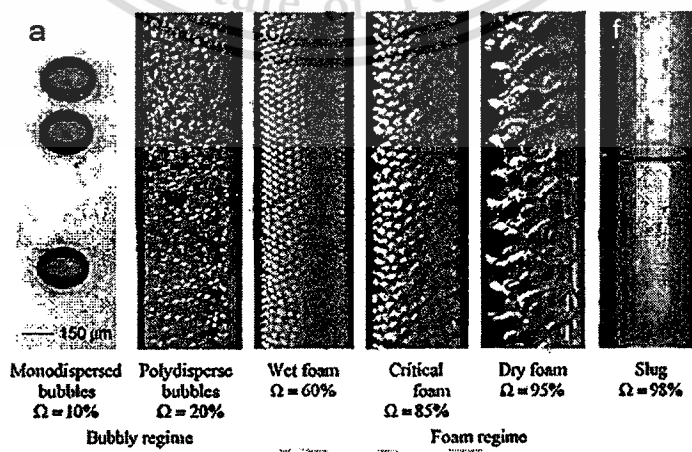 a
f
150 µm
Monodispersed Polydisperse Wet foam Critical Dry foam Slug
bubbles bubbles Ω = 60% foam Ω = 95% Ω = 98%
Ω = 10% Ω = 20% Ω = 85%
Bubbly regime Foam regime